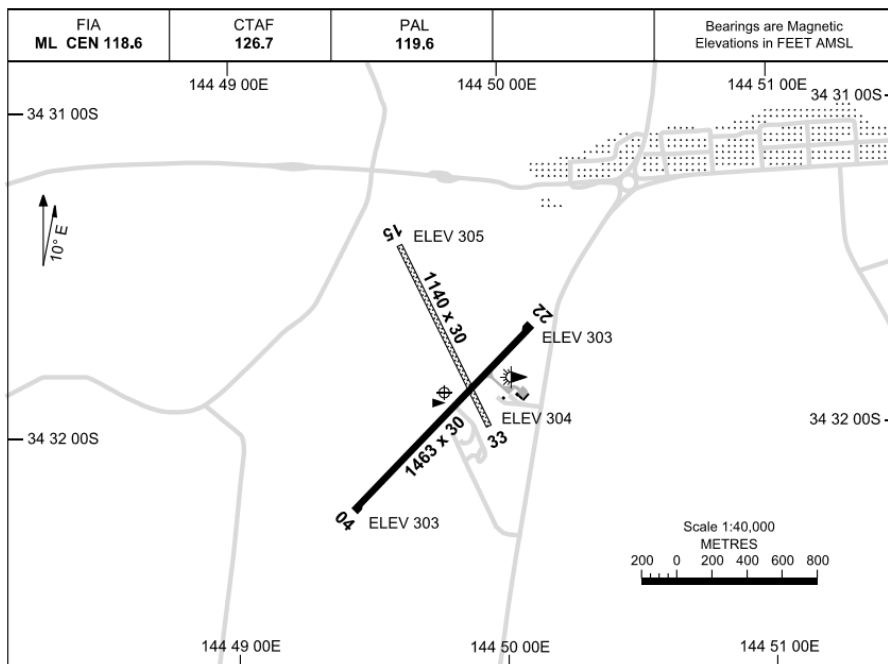 FIA
ML CEN 118.6
CTAF
126.7
PAL
119.6
Bearings are Magnetic
Elevations in FEET AMSL
144 49 00E
144 50 00E
144 51 00E
34 31 00S
34 31 00S
10° E
15
ELEV 305
1140 x 30
22
ELEV 303
ELEV 304
33
34 32 00S
34 32 00S
1463 x 30
04
ELEV 303
Scale 1:40,000
METRES
200 0 200 400 600 800
144 49 00E
144 50 00E
144 51 00E